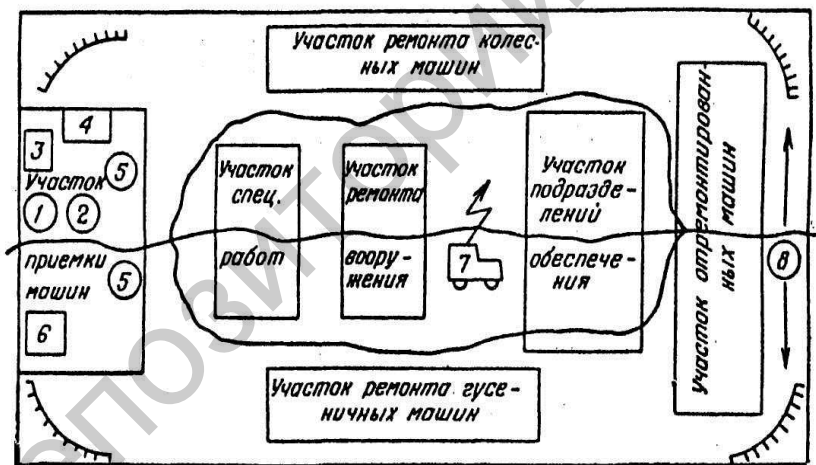 Участок ремонта колес-
ных машин
4
3
5
Участок
1
2
приемки
5
машин
6
Участок
спец.
работ
Участок
ремонта
воору-
жения
7
Участок
подразде-
лений
обеспече-
ния
Участок отремонтирован-
ных машин
8
Участок ремонта гусе-
ничных машин